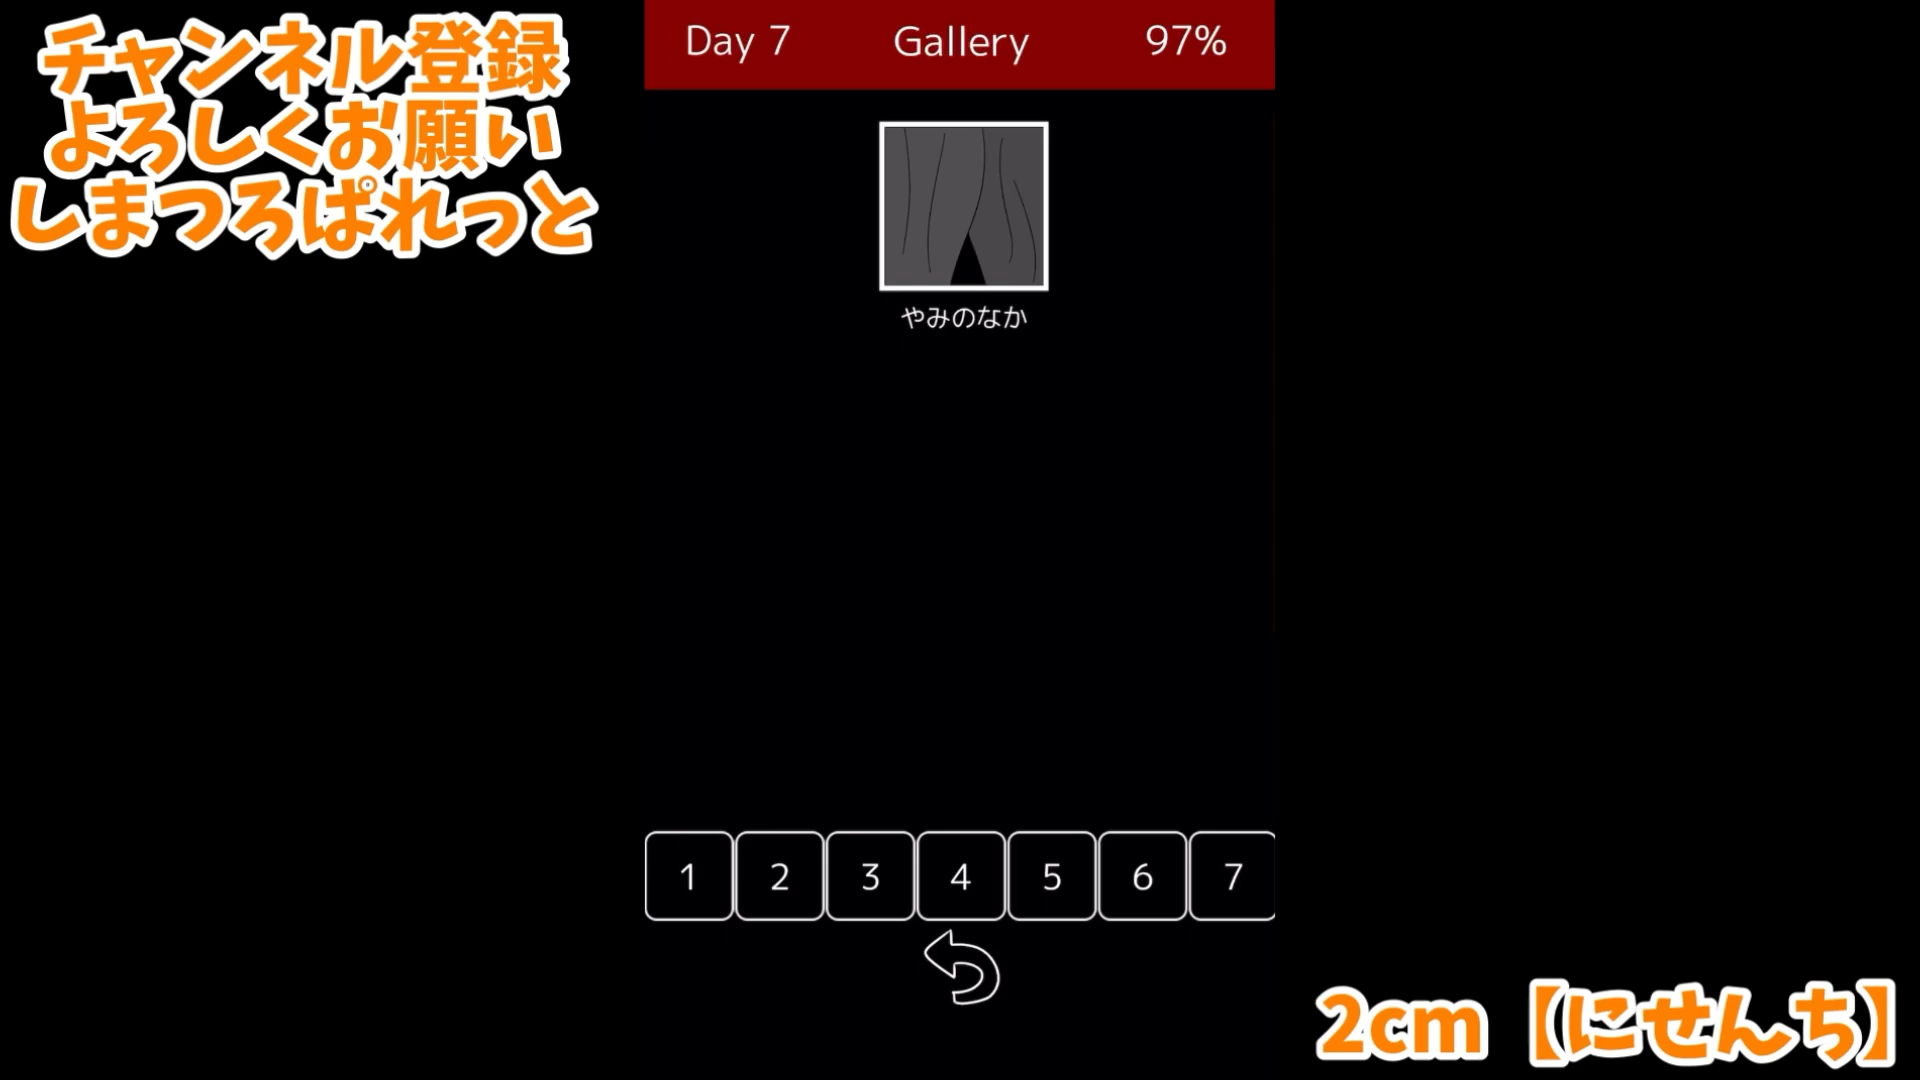 チャンネル登録
よろしくお願い
しまつろぱれっと
Day 7 Gallery 97%
やみのなか
1 2 3 4 5 6 7
2cm【にせんち】